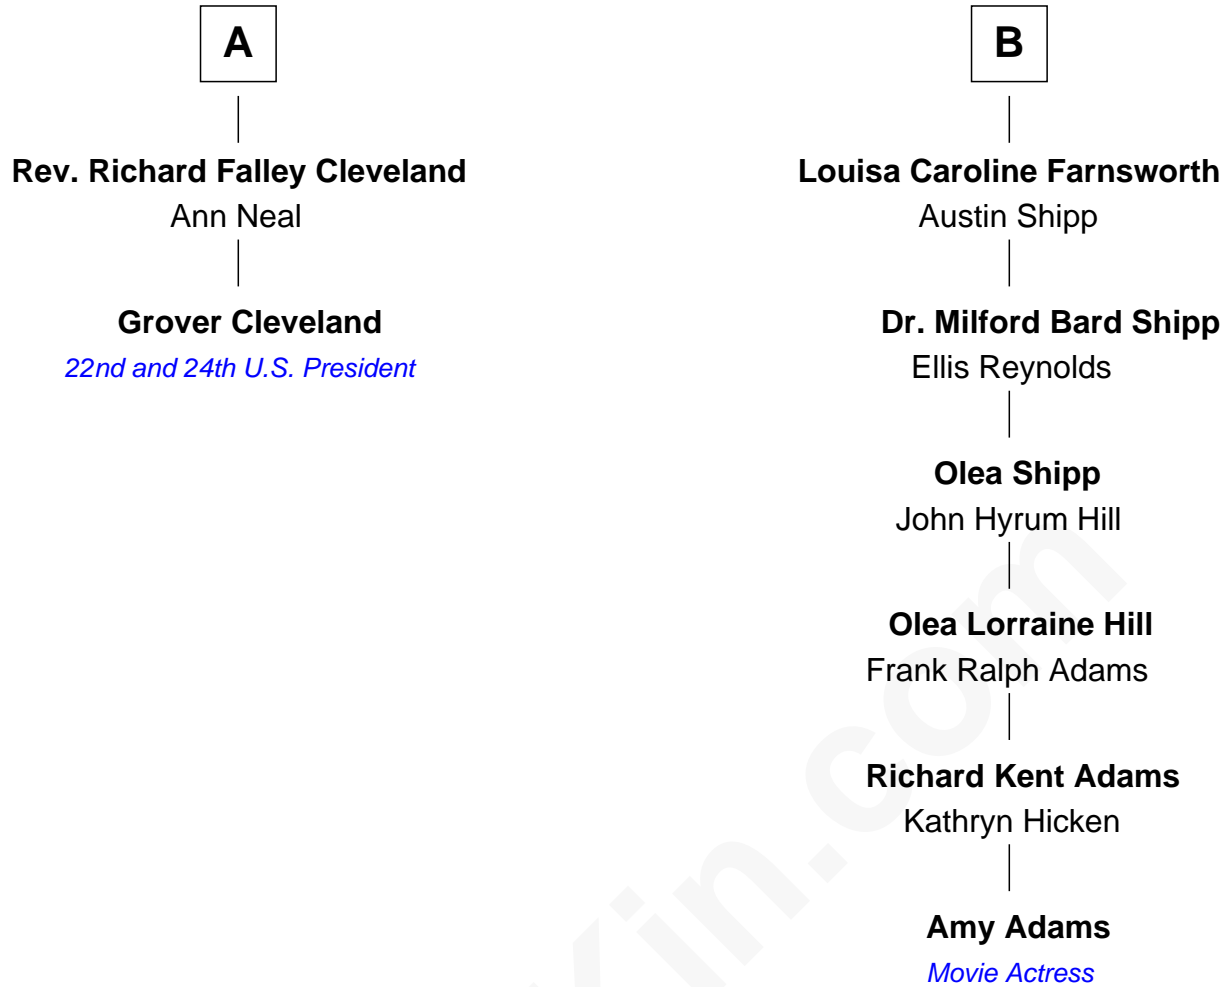 A
Rev. Richard Falley Cleveland
Ann Neal
Grover Cleveland
22nd and 24th U.S. President
B
Louisa Caroline Farnsworth
Austin Shipp
Dr. Milford Bard Shipp
Ellis Reynolds
Olea Shipp
John Hyrum Hill
Olea Lorraine Hill
Frank Ralph Adams
Richard Kent Adams
Kathryn Hicken
Amy Adams
Movie Actress
Kin.com